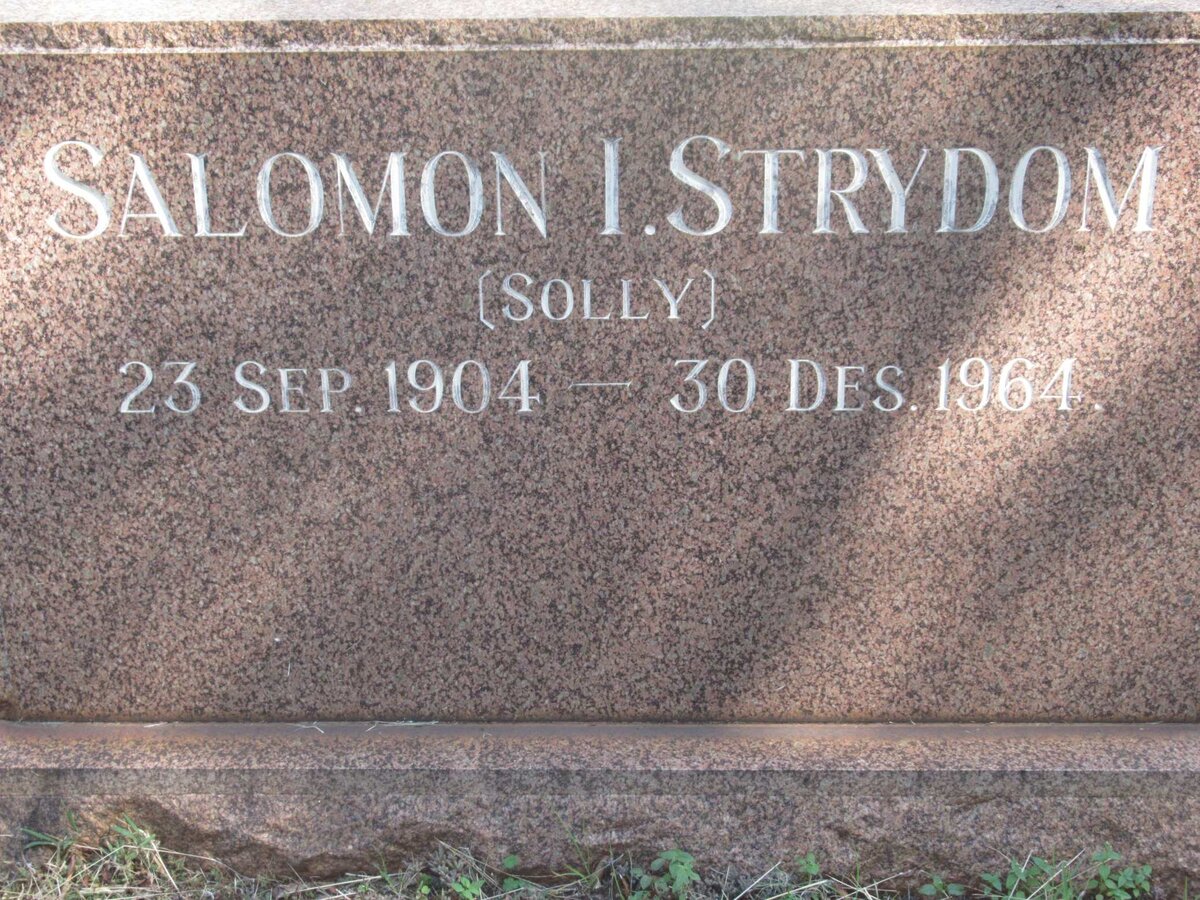 SALOMON I. STRYDOM
(SOLLY)
23 SEP. 1904 — 30 DES. 1964.